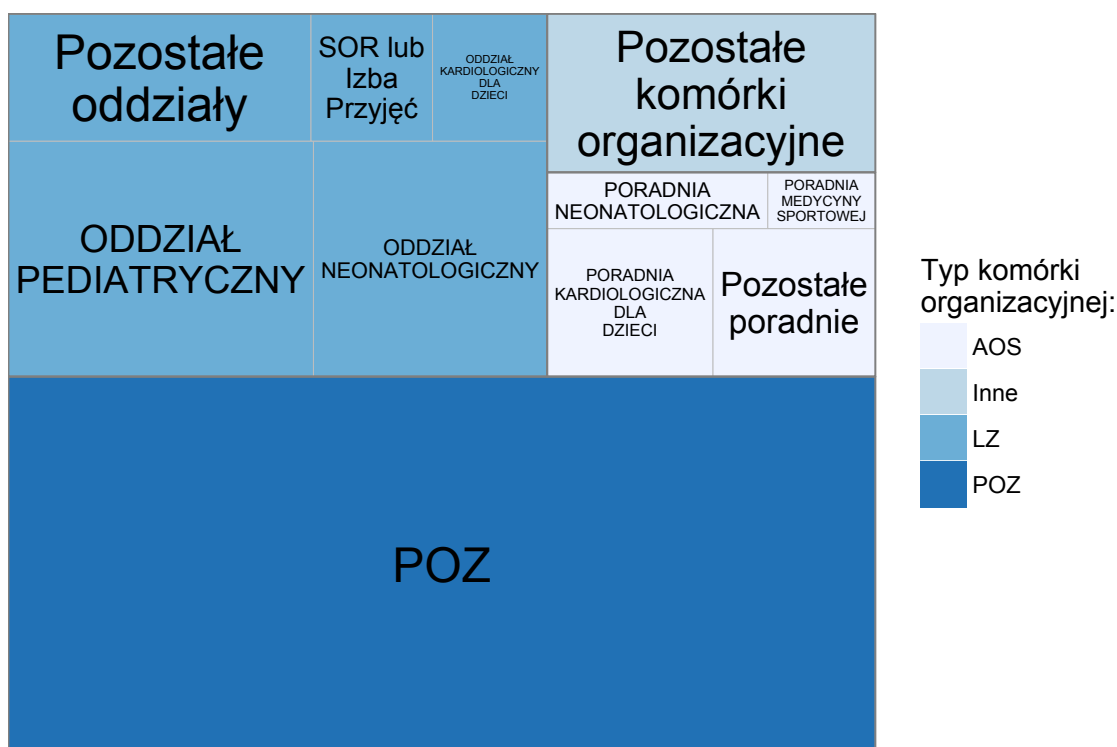 Pozostałe
oddziały
SOR lub
Izba
Przyjęć
ODDZIAŁ
KARDIOLOGICZNY
DLA
DZIECI
Pozostałe
komórki
organizacyjne
ODDZIAŁ
PEDIATRYCZNY
ODDZIAŁ
NEONATOLOGICZNY
PORADNIA
NEONATOLOGICZNA
PORADNIA
MEDYCYNY
SPORTOWEJ
PORADNIA
KARDIOLOGICZNA
DLA
DZIECI
Pozostałe
poradnie
POZ
Typ komórki
organizacyjnej:
AOS
Inne
LZ
POZ